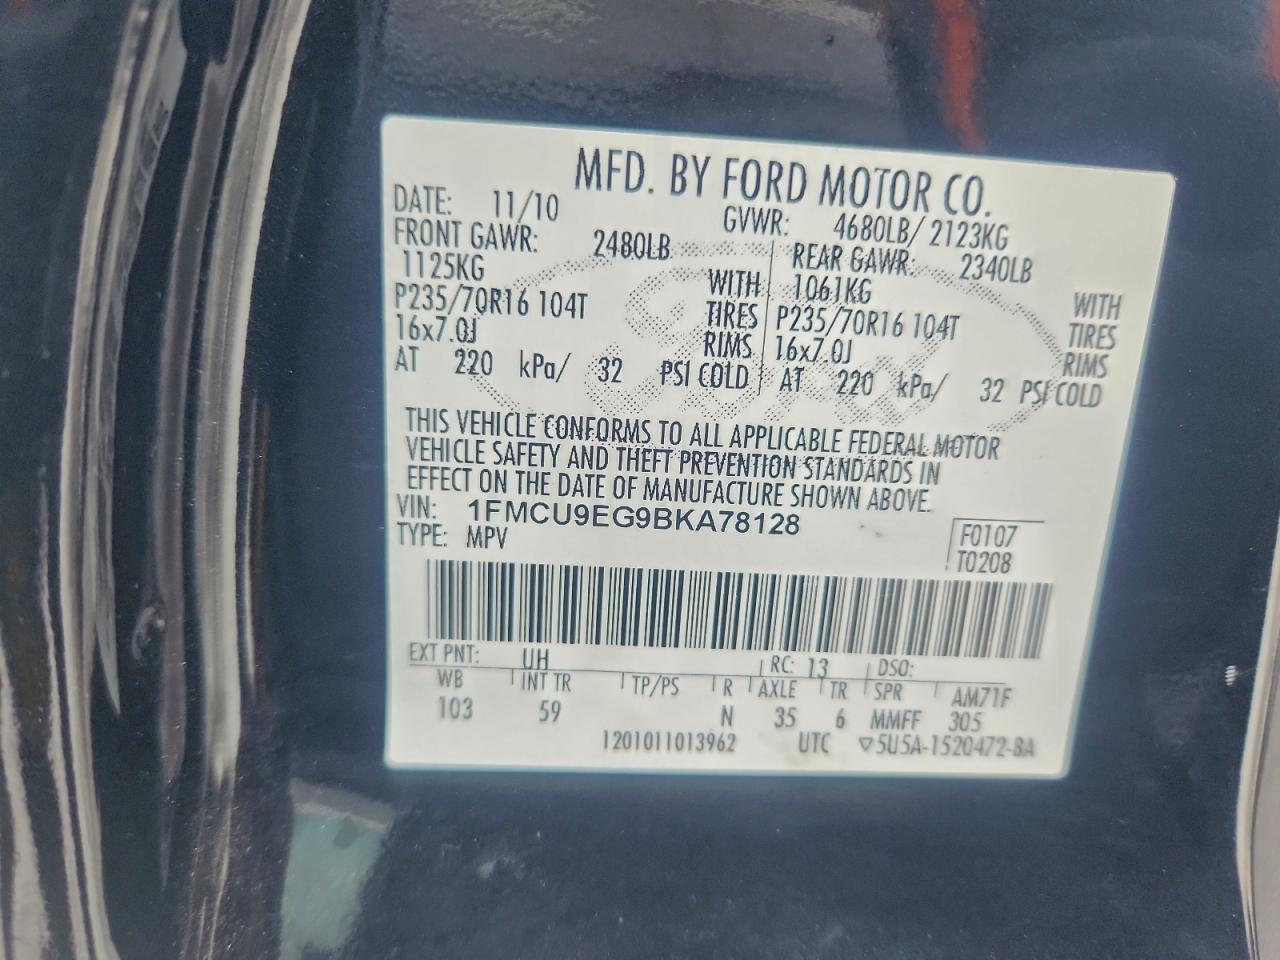 MFD. BY FORD MOTOR CO.
DATE: 11/10 GVWR: 4680LB/ 2123KG
FRONT GAWR: 2480LB REAR GAWR: 2340LB
1125KG WITH 1061KG WITH
P235/70R16 104T TIRES P235/70R16 104T TIRES
16x7.0J RIMS 16x7.0J RIMS
AT 220 kPa/ 32 PSI COLD AT 220 kPa/ 32 PSI COLD
THIS VEHICLE CONFORMS TO ALL APPLICABLE FEDERAL MOTOR
VEHICLE SAFETY AND THEFT PREVENTION STANDARDS IN
EFFECT ON THE DATE OF MANUFACTURE SHOWN ABOVE.
VIN: 1FMCU9EG9BKA78128
TYPE: MPV
F0107
T0208
EXT PNT: UH RC: 13 DSO:
WB INT TR TP/PS R AXLE TR SPR AM71F
103 59 N 35 6 MMFF 305
1201011013962 UTC ▽5U5A-1520472-BA